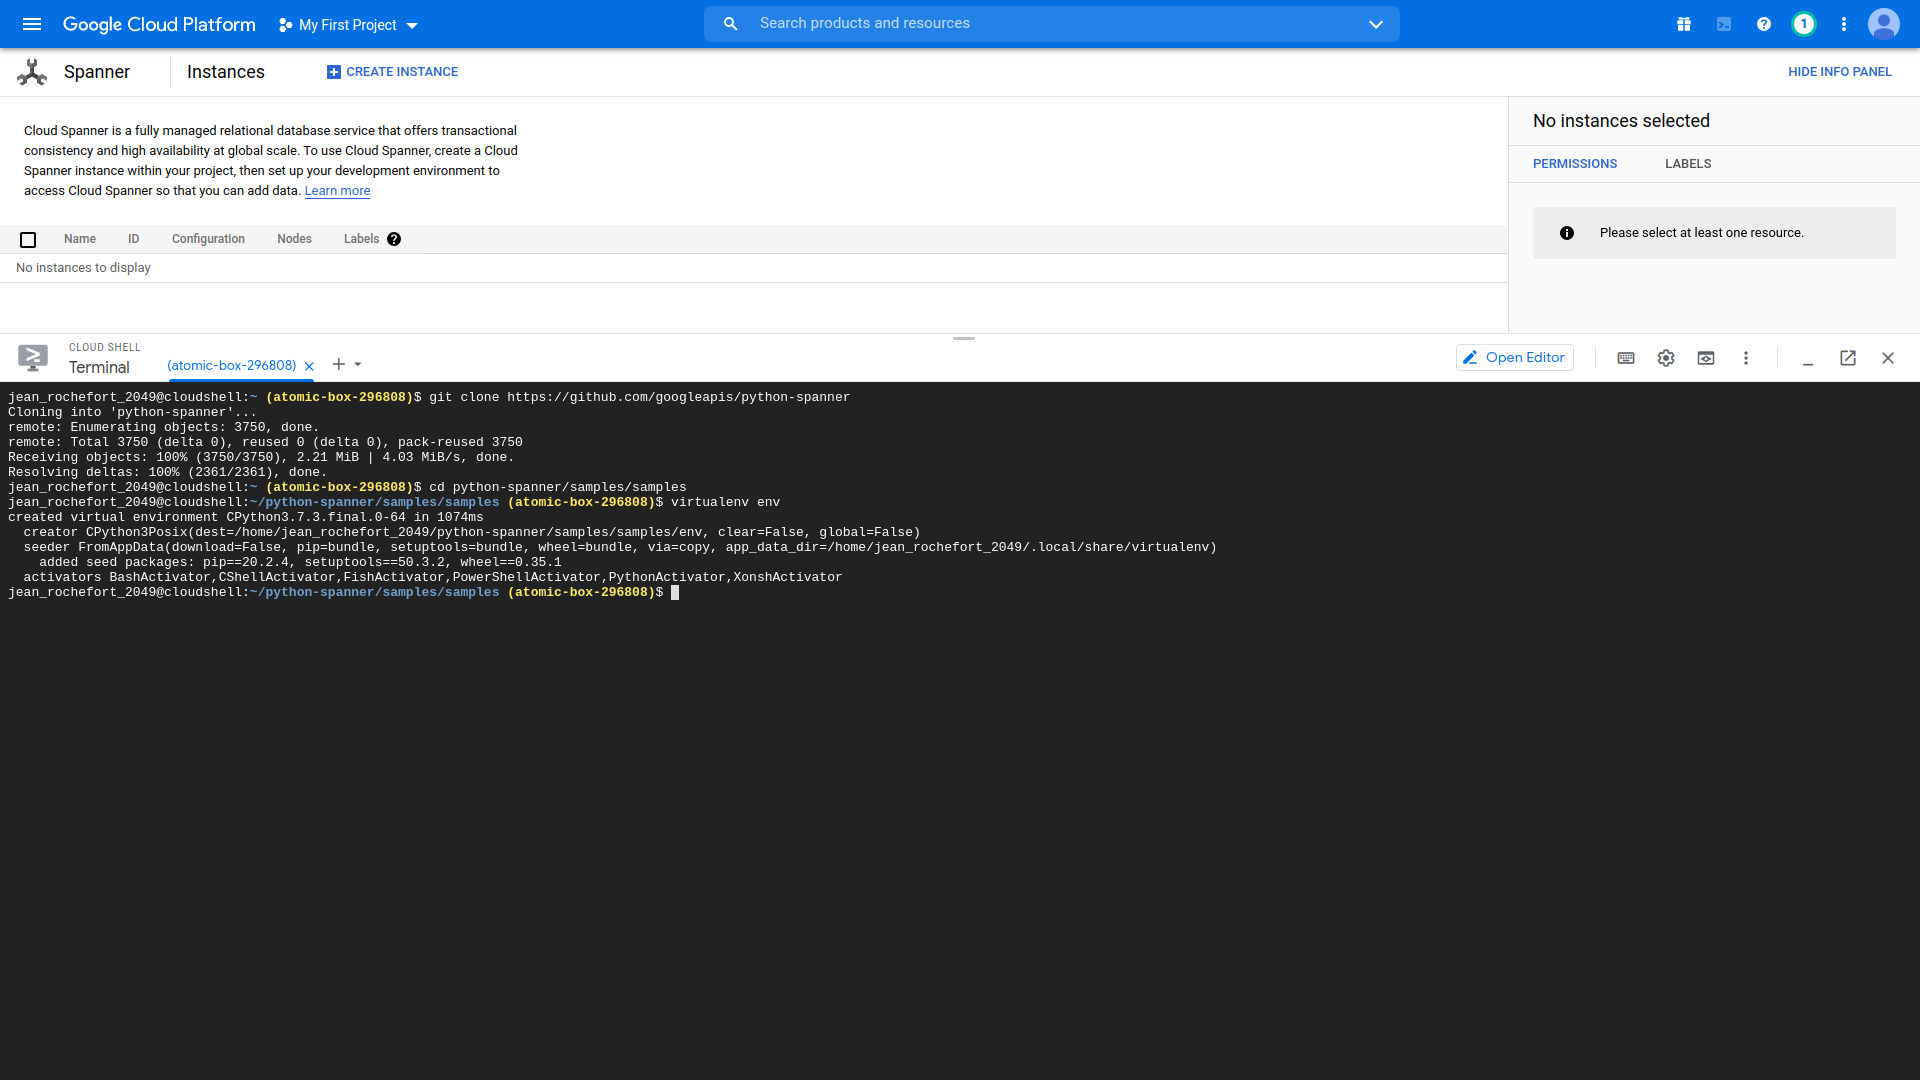 Google Cloud Platform
My First Project
Search products and resources
1
Spanner
Instances
CREATE INSTANCE
HIDE INFO PANEL
Cloud Spanner is a fully managed relational database service that offers transactional
consistency and high availability at global scale. To use Cloud Spanner, create a Cloud
Spanner instance within your project, then set up your development environment to
access Cloud Spanner so that you can add data. Learn more
Name ID Configuration Nodes Labels
No instances to display
No instances selected
PERMISSIONS LABELS
Please select at least one resource.
CLOUD SHELL
Terminal
(atomic-box-296808)
Open Editor
jean_rochefort_2049@cloudshell:~ (atomic-box-296808)$ git clone https://github.com/googleapis/python-spanner
Cloning into 'python-spanner'...
remote: Enumerating objects: 3750, done.
remote: Total 3750 (delta 0), reused 0 (delta 0), pack-reused 3750
Receiving objects: 100% (3750/3750), 2.21 MiB | 4.03 MiB/s, done.
Resolving deltas: 100% (2361/2361), done.
jean_rochefort_2049@cloudshell:~ (atomic-box-296808)$ cd python-spanner/samples/samples
jean_rochefort_2049@cloudshell:~/python-spanner/samples/samples (atomic-box-296808)$ virtualenv env
created virtual environment CPython3.7.3.final.0-64 in 1074ms
  creator CPython3Posix(dest=/home/jean_rochefort_2049/python-spanner/samples/samples/env, clear=False, global=False)
  seeder FromAppData(download=False, pip=bundle, setuptools=bundle, wheel=bundle, via=copy, app_data_dir=/home/jean_rochefort_2049/.local/share/virtualenv)
    added seed packages: pip==20.2.4, setuptools==50.3.2, wheel==0.35.1
  activators BashActivator,CShellActivator,FishActivator,PowerShellActivator,PythonActivator,XonshActivator
jean_rochefort_2049@cloudshell:~/python-spanner/samples/samples (atomic-box-296808)$